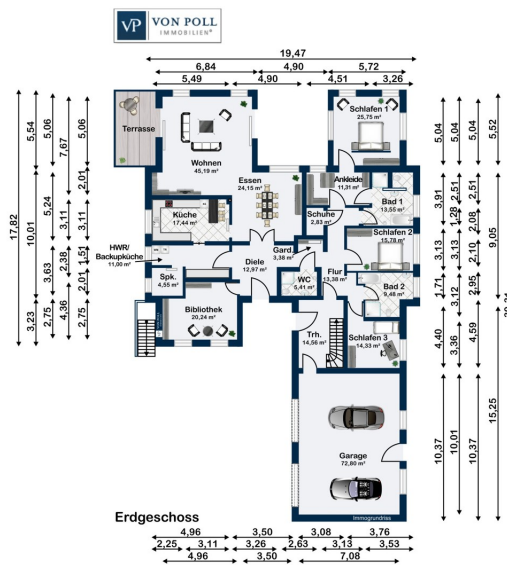 VP VON POLL
IMMOBILIEN®
19,47
6,84 4,90 5,72
5,49 4,90 4,51 3,26
17,82
5,54 10,01 3,23
5,06 5,24 3,63 2,75
7,67 3,11 2,38 4,36
5,06 2,01 3,11 1,51 2,01 2,75
Terrasse
Wohnen
45,19 m²
Essen
24,15 m²
Küche
17,44 m²
HWR/
Backupküche
11,00 m²
Spk.
4,55 m²
Diele
12,97 m²
Gard.
3,38 m²
Bibliothek
20,24 m²
WC
5,41 m²
Flur
13,38 m²
Schlafen 1
25,75 m²
Ankleide
11,31 m²
Schuhe
2,83 m²
Bad 1
13,55 m²
Schlafen 2
15,78 m²
Bad 2
9,48 m²
Trh.
14,56 m²
Schlafen 3
14,33 m²
Garage
72,80 m²
Immogrundriss
5,04 3,91 3,13 1,71 4,40 10,37
5,04 2,51 1,28 3,13 3,12 3,36 10,01
5,04 2,51 2,08 2,10 2,95 4,59 10,37
5,52 9,05 15,25
Erdgeschoss
4,96 3,50 3,08 3,76
2,25 3,11 3,26 2,63 3,13 3,53
4,96 3,50 7,08